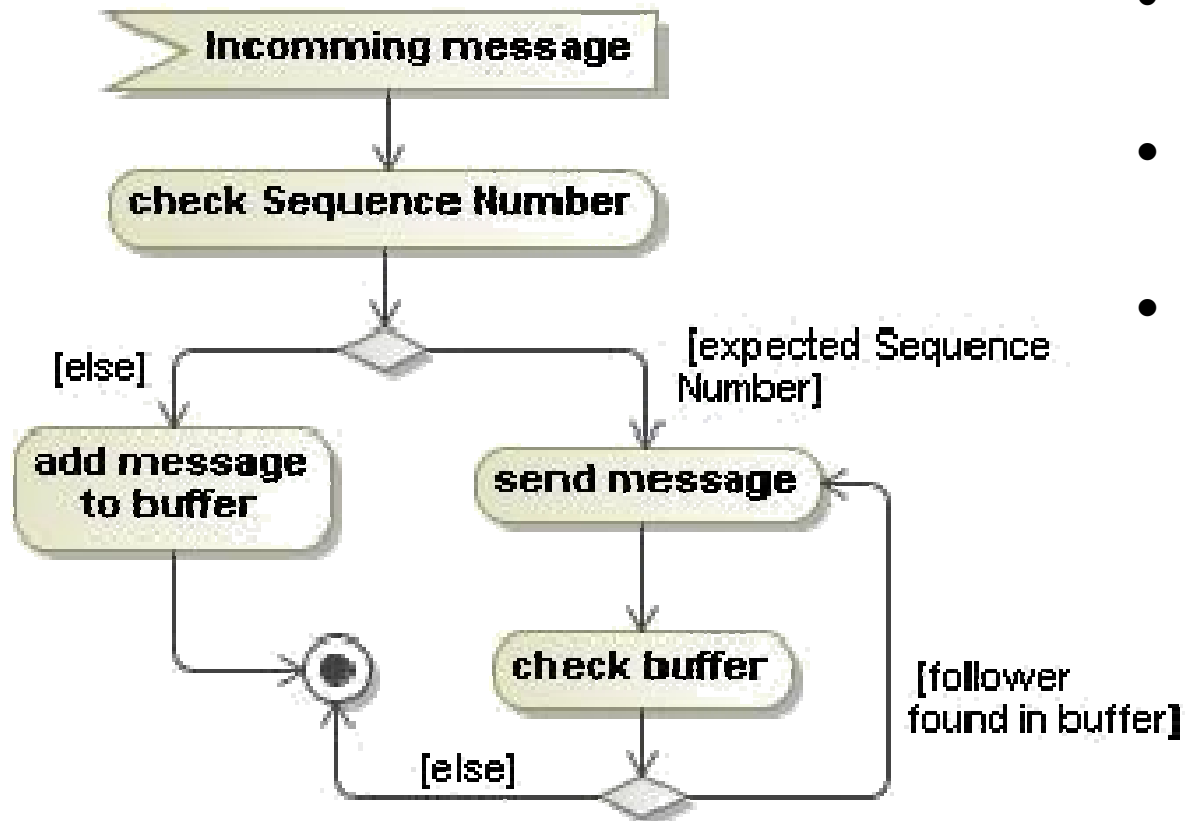 Incomming message
check Sequence Number
[else]
[expected Sequence
Number]
add message
to buffer
send message
check buffer
[follower
found in buffer]
[else]